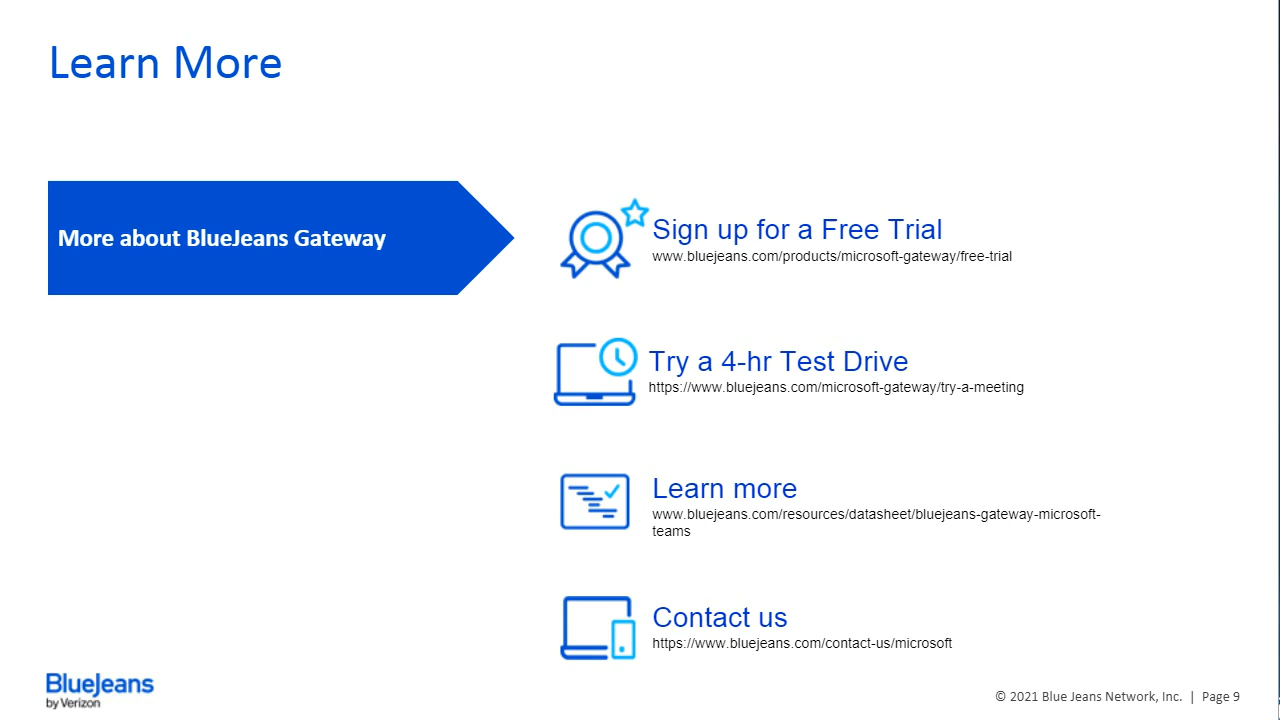 Learn More
More about BlueJeans Gateway
Sign up for a Free Trial
www.bluejeans.com/products/microsoft-gateway/free-trial
Try a 4-hr Test Drive
https://www.bluejeans.com/microsoft-gateway/try-a-meeting
Learn more
www.bluejeans.com/resources/datasheet/bluejeans-gateway-microsoft-
teams
Contact us
https://www.bluejeans.com/contact-us/microsoft
BlueJeans
by Verizon
© 2021 Blue Jeans Network, Inc. | Page 9